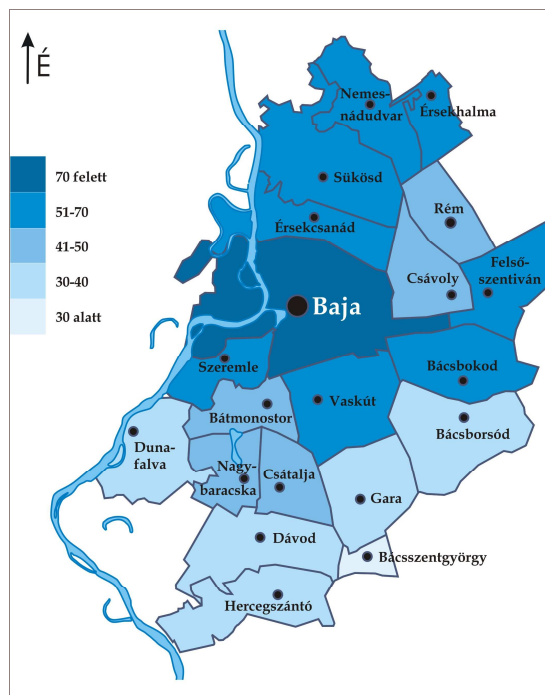 É
70 felett
51-70
41-50
30-40
30 alatt
Nemes-
nádudvar
Érsekhalma
Sükösd
Rém
Érsekcsanád
Felső-
szentiván
Csávoly
Baja
Szeremle
Bácsbokod
Vaskút
Bátmonostor
Bácsborsód
Duna-
falva
Nagy-
baracska
Csátalja
Gara
Dávod
Bácsszentgyörgy
Hercegszántó